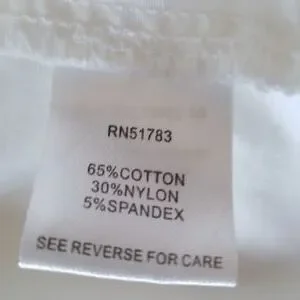 RN51783
65%COTTON
30%NYLON
5%SPANDEX
SEE REVERSE FOR CARE